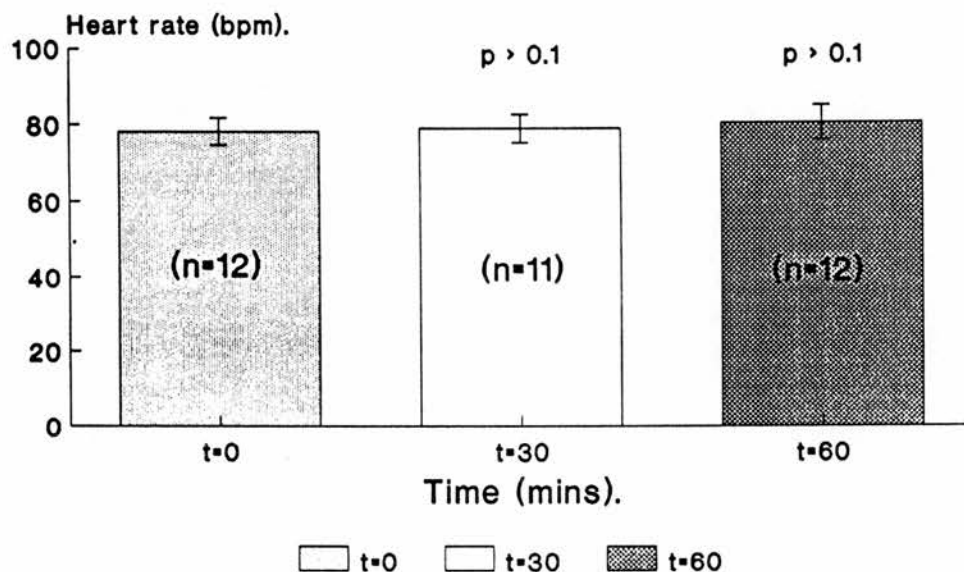 Heart rate (bpm).
100
p > 0.1
p > 0.1
80
60
(n=12)
(n=11)
(n=12)
40
20
0
t=0
t=30
t=60
Time (mins).
t=0
t=30
t=60